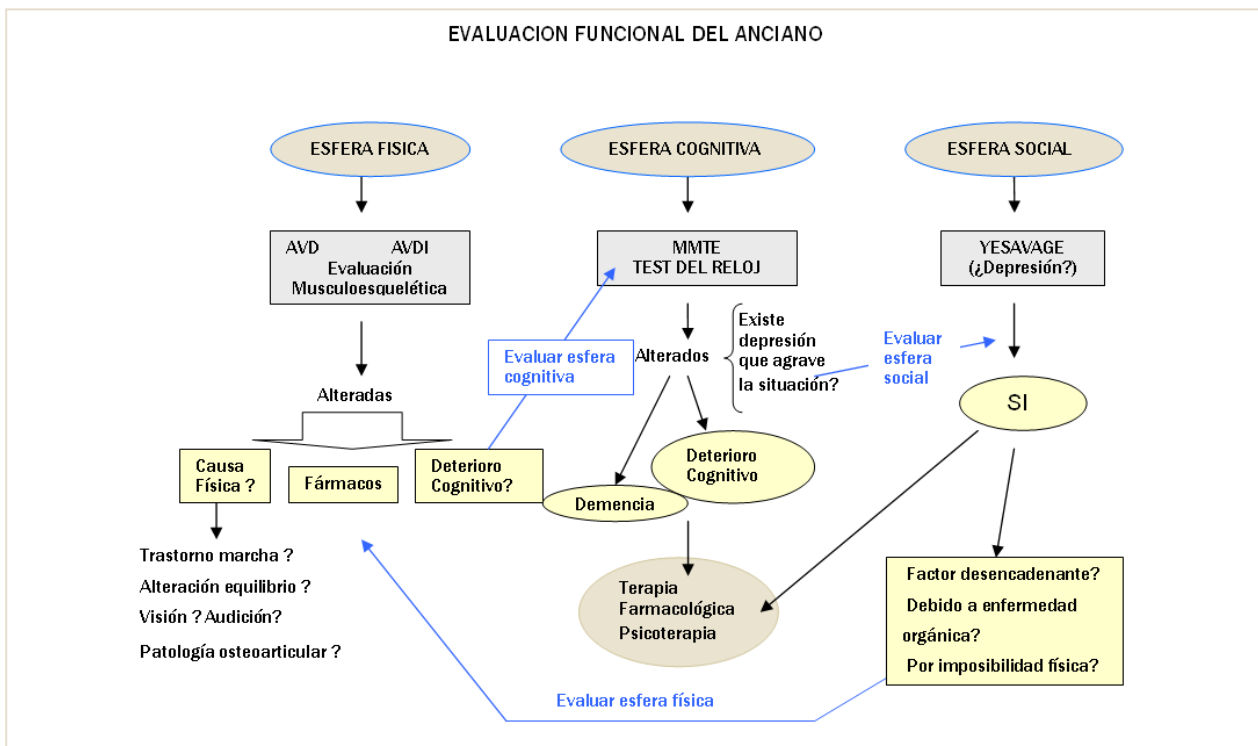 EVALUACION FUNCIONAL DEL ANCIANO
ESFERA FISICA
ESFERA COGNITIVA
ESFERA SOCIAL
AVD AVDI
Evaluación
Musculoesquelética
MMTE
TEST DEL RELOJ
YESAVAGE
(¿Depresión?)
Alteradas
Evaluar esfera
cognitiva
Alterados
Existe
depresión
que agrave
la situación?
Evaluar
esfera
social
SI
Causa
Física ?
Fármacos
Deterioro
Cognitivo?
Demencia
Deterioro
Cognitivo
Trastorno marcha ?
Alteración equilibrio ?
Visión ? Audición?
Patología osteoarticular ?
Terapia
Farmacológica
Psicoterapia
Factor desencadenante?
Debido a enfermedad
orgánica?
Por imposibilidad física?
Evaluar esfera física